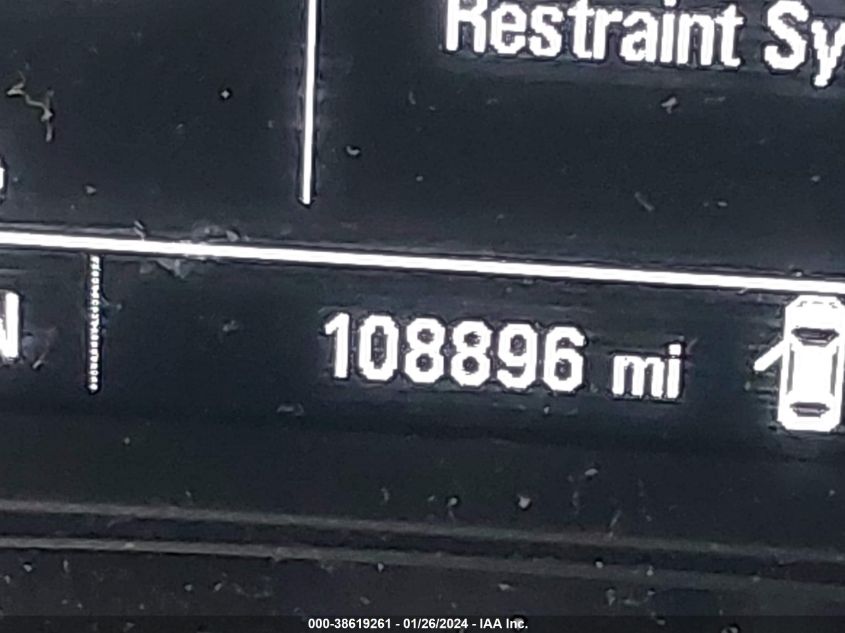 Restraint Sy
N
108896 mi
000-38619261 - 01/26/2024 - IAA Inc.